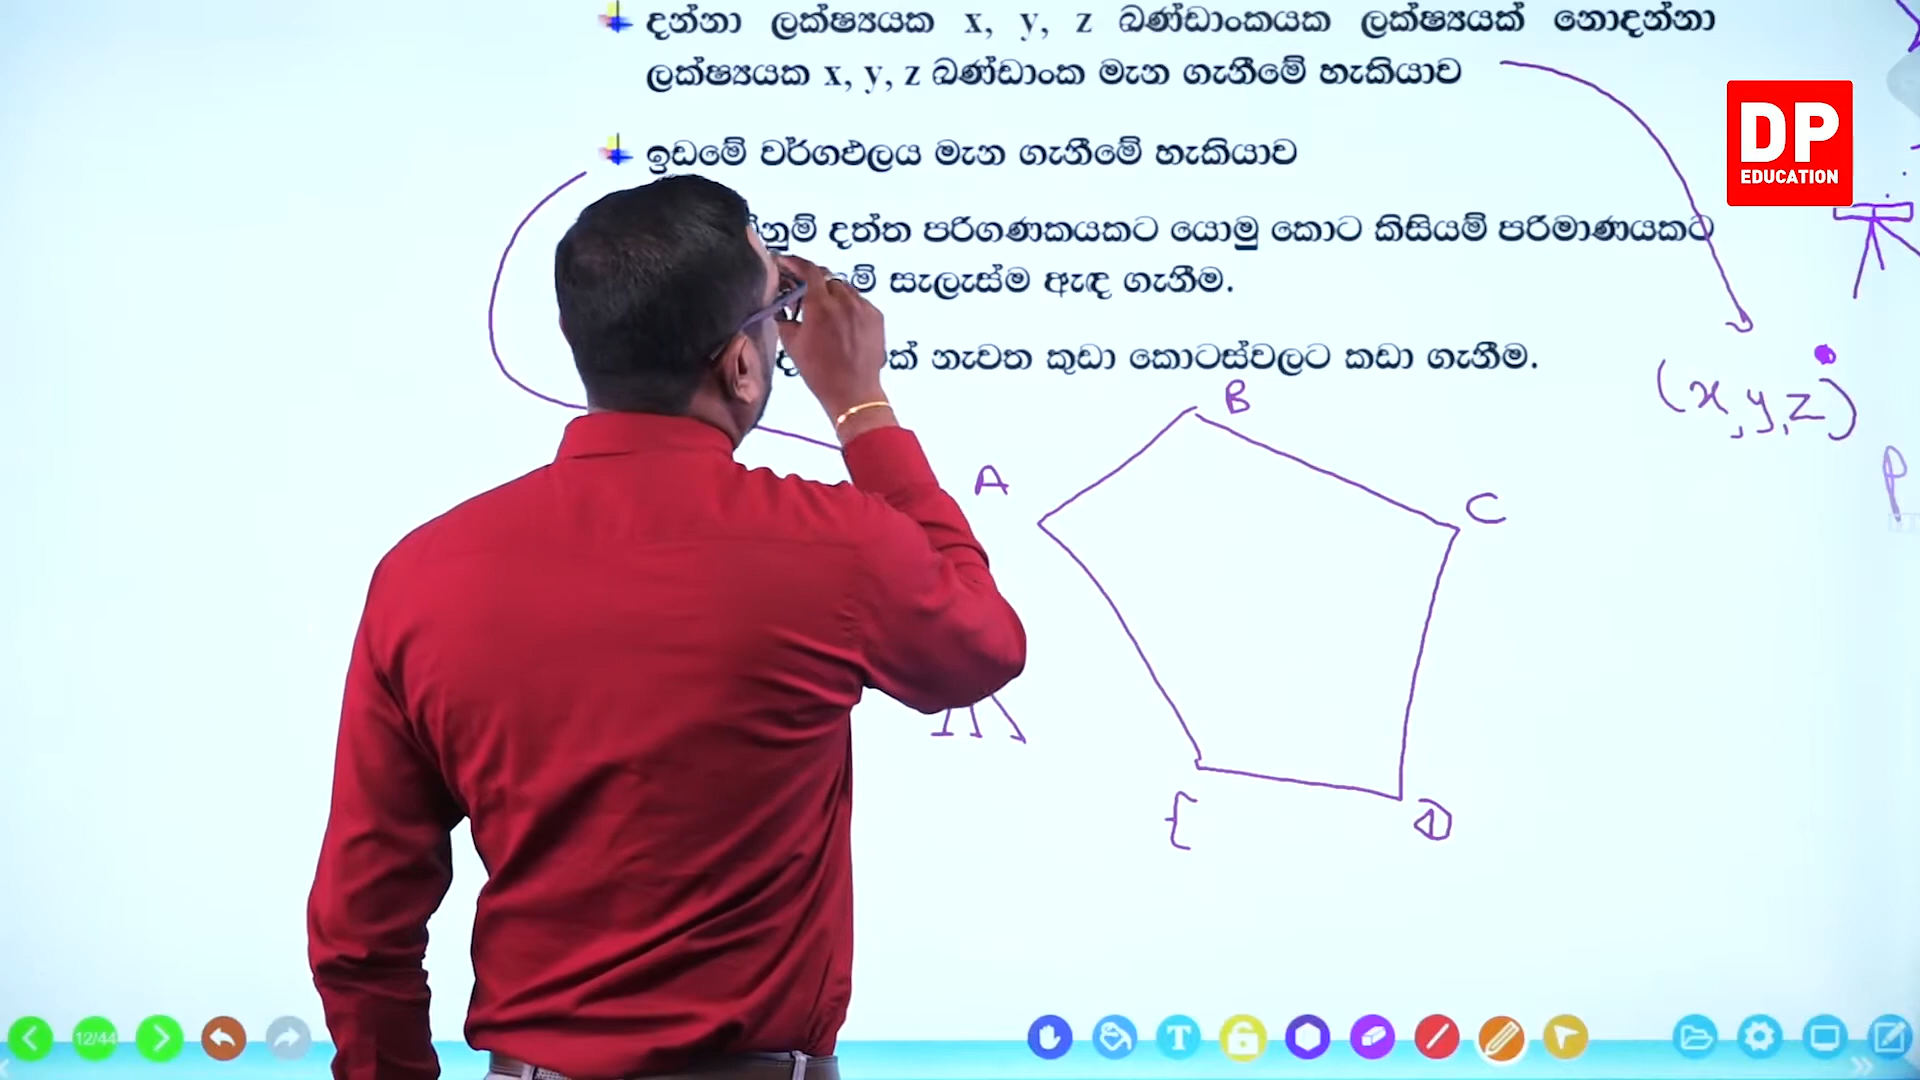 දන්නා ලක්ෂ්‍යයක x, y, z ඛණ්ඩාංකයක ලක්ෂ්‍යයක් නොදන්නා
ලක්ෂ්‍යයක x, y, z ඛණ්ඩාංක මැන ගැනීමේ හැකියාව
DP
EDUCATION
ඉඩමේ වර්ගඵලය මැන ගැනීමේ හැකියාව
දත්ත පරිගණකයකට යොමු කොට කිසියම් පරිමාණයකට
සැලැස්ම ඇඳ ගැනීම.
නැවත කුඩා කොටස්වලට කඩා ගැනීම.
(x, y, z)
B
A
C
P
E
D
12/44
T